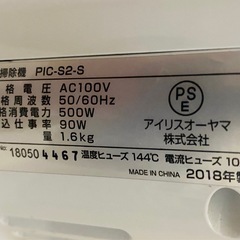 掃除機 PIC-S2-S
格電圧 AC100V
格周波数 50/60Hz
格消費電力 500W
込仕事率 90W
1.6kg
PS
E
アイリスオーヤマ
株式会社
18050 4467 温度ヒューズ 144℃ 電流ヒューズ 10
MADE IN CHINA 2018年製